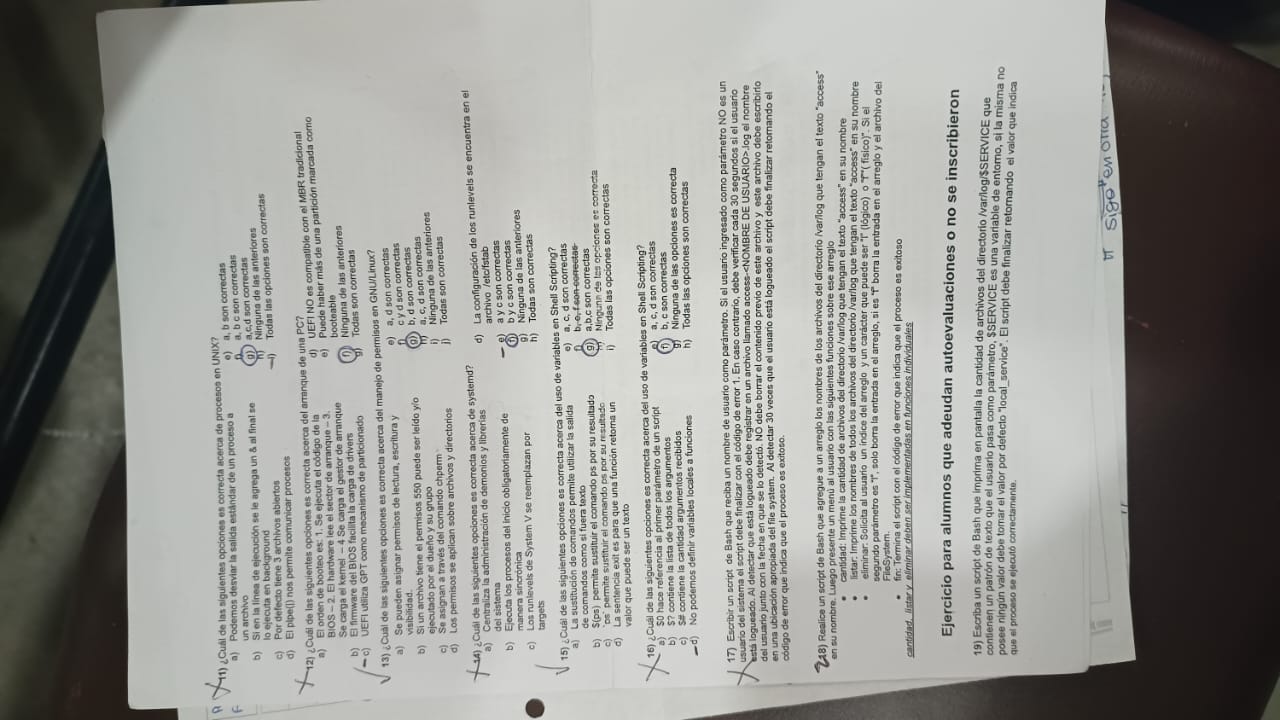 11) ¿Cuál de las siguientes opciones es correcta acerca de procesos en UNIX?
a) Podemos desviar la salida estándar de un proceso a
un archivo
b) Si en la línea de ejecución se le agrega un & al final se
lo ejecuta en background
c) Por defecto tiene 3 archivos abiertos
d) El pipe(|) nos permite comunicar procesos
e) a, b son correctas
f) a, b c son correctas
g) a,c,d son correctas
h) Ninguna de las anteriores
i) Todas las opciones son correctas
12) ¿Cuál de las siguientes opciones es correcta acerca del arranque de una PC?
a) El orden de booteo es: 1. Se ejecuta el código de la
BIOS – 2. El hardware lee el sector de arranque – 3.
Se carga el kernel – 4 Se carga el gestor de arranque
b) El firmware del BIOS facilita la carga de drivers
c) UEFI utiliza GPT como mecanismo de particionado
d) UEFI NO es compatible con el MBR tradicional
e) Puede haber más de una partición marcada como
booteable
f) Ninguna de las anteriores
g) Todas son correctas
13) ¿Cuál de las siguientes opciones es correcta acerca del manejo de permisos en GNU/Linux?
a) Se pueden asignar permisos de lectura, escritura y
visibilidad.
b) Si un archivo tiene el permisos 550 puede ser leído y/o
ejecutado por el dueño y su grupo
c) Se asignan a través del comando chperm
d) Los permisos se aplican sobre archivos y directorios
e) a, d son correctas
f) c y d son correctas
g) b, d son correctas
h) a, c, d son correctas
i) Ninguna de las anteriores
j) Todas son correctas
14) ¿Cuál de las siguientes opciones es correcta acerca de systemd?
a) Centraliza la administración de demonios y librerias
del sistema
b) Ejecuta los procesos del inicio obligatoriamente de
manera sincrónica
c) Los runlevels de System V se reemplazan por
targets
d) La configuración de los runlevels se encuentra en el
archivo /etc/fstab
e) a y c son correctas
f) b y c son correctas
g) Ninguna de las anteriores
h) Todas son correctas
15) ¿Cuál de las siguientes opciones es correcta acerca del uso de variables en Shell Scripting?
a) La sustitución de comandos permite utilizar la salida
de comandos como si fuera texto
b) $(ps) permite sustituir el comando ps por su resultado
c) `ps` permite sustituir el comando ps por su resultado
d) La sentencia exit es para que una función retorna un
valor que puede ser un texto
e) a, c, d son correctas
f) b, e, f son correctas
g) a,b,c son correctas
h) Ninguna de las opciones es correcta
i) Todas las opciones son correctas
16) ¿Cuál de las siguientes opciones es correcta acerca del uso de variables en Shell Scripting?
a) $0 hace referencia al primer parámetro de un script
b) $? contiene la lista de todos los argumentos
c) $# contiene la cantidad argumentos recibidos
d) No podemos definir variables locales a funciones
e) a, c, d son correctas
f) b, c son correctas
g) Ninguna de las opciones es correcta
h) Todas las opciones son correctas
17) Escribir un script de Bash que reciba un nombre de usuario como parámetro. Si el usuario ingresado como parámetro NO es un
usuario del sistema el script debe finalizar con el código de error 1. En caso contrario, debe verificar cada 30 segundos si el usuario
está logueado. Al detectar que está logueado debe registrar en un archivo llamado access-<NOMBRE DE USUARIO>.log el nombre
del usuario junto con la fecha en que se lo detectó. NO debe borrar el contenido previo de este archivo y este archivo debe escribirlo
en una ubicación apropiada del file system. Al detectar 30 veces que el usuario está logueado el script debe finalizar retornando el
código de error que indica que el proceso es exitoso.
18) Realice un script de Bash que agregue a un arreglo los nombres de los archivos del directorio /var/log que tengan el texto "access"
en su nombre. Luego presente un menú al usuario con las siguientes funciones sobre ese arreglo
• cantidad: Imprime la cantidad de archivos del directorio /var/log que tengan el texto "access" en su nombre
• listar: Imprime los nombres de todos los archivos del directorio /var/log que tengan el texto "access" en su nombre
• eliminar: Solicita al usuario un índice del arreglo y un carácter que puede ser "l" (lógico) o "f"( físico)". Si el
segundo parámetro es "l", solo borra la entrada en el arreglo, si es "f" borra la entrada en el arreglo y el archivo del
FileSystem.
• fin: Termina el script con el código de error que indica que el proceso es exitoso
cantidad, listar y eliminar deben ser implementadas en funciones individuales
Ejercicio para alumnos que adeudan autoevaluaciones o no se inscribieron
19) Escriba un script de Bash que imprima en pantalla la cantidad de archivos del directorio /var/log/$SERVICE que
contienen un patrón de texto que el usuario pasa como parámetro, $SERVICE es una variable de entorno, si la misma no
posee ningún valor debe tomar el valor por defecto "local_service". El script debe finalizar retornando el valor que indica
que el proceso se ejecutó correctamente.
sigo en otra